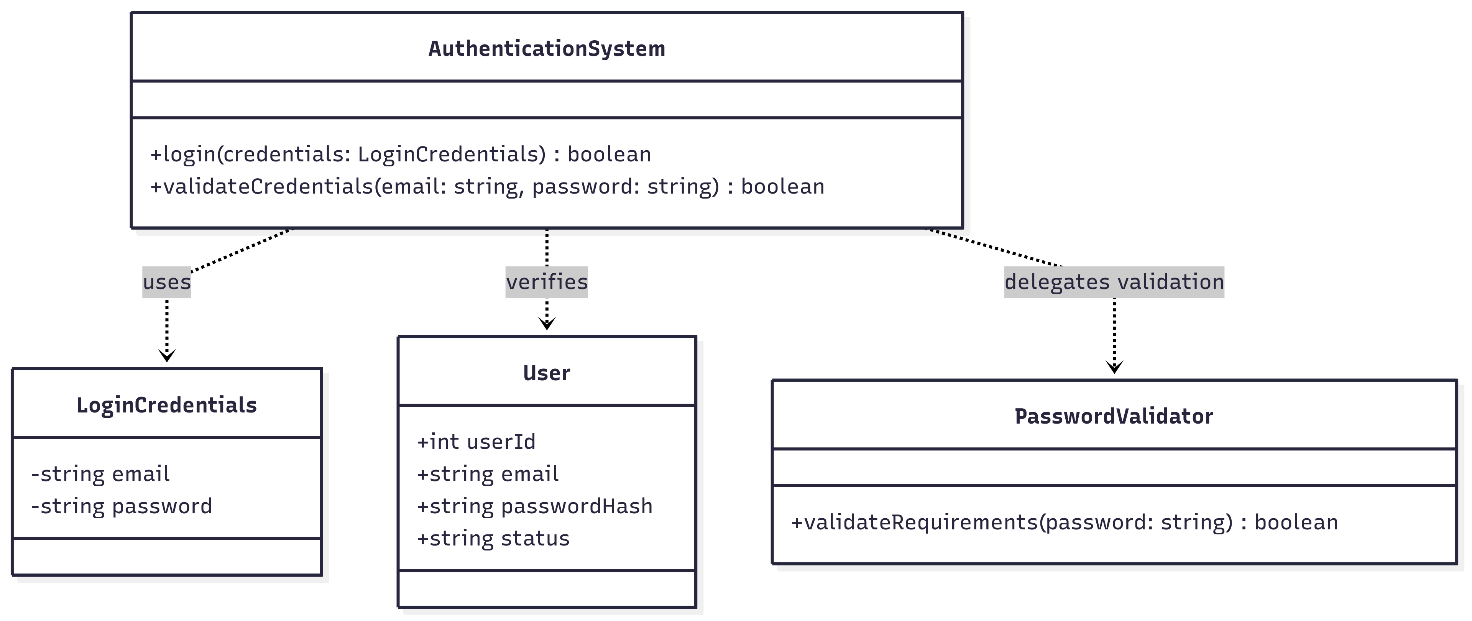 AuthenticationSystem
+login(credentials: LoginCredentials) : boolean
+validateCredentials(email: string, password: string) : boolean
uses
verifies
delegates validation
LoginCredentials
-string email
-string password
User
+int userId
+string email
+string passwordHash
+string status
PasswordValidator
+validateRequirements(password: string) : boolean